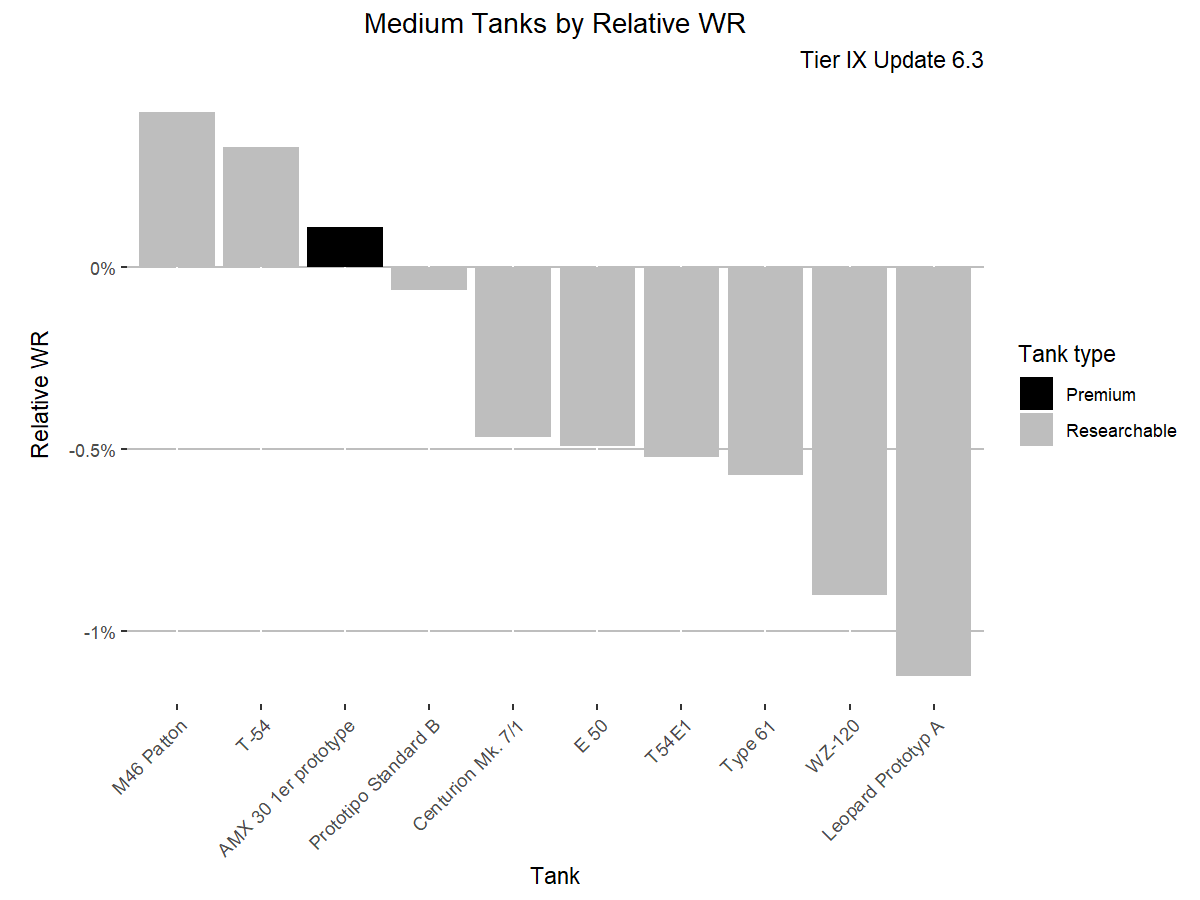 Medium Tanks by Relative WR
Tier IX Update 6.3
Relative WR
0%
-0.5%
-1%
M46 Patton
T-54
AMX 30 1er prototype
Prototipo Standard B
Centurion Mk. 7/1
E 50
T54E1
Type 61
WZ-120
Leopard Prototyp A
Tank
Tank type
Premium
Researchable